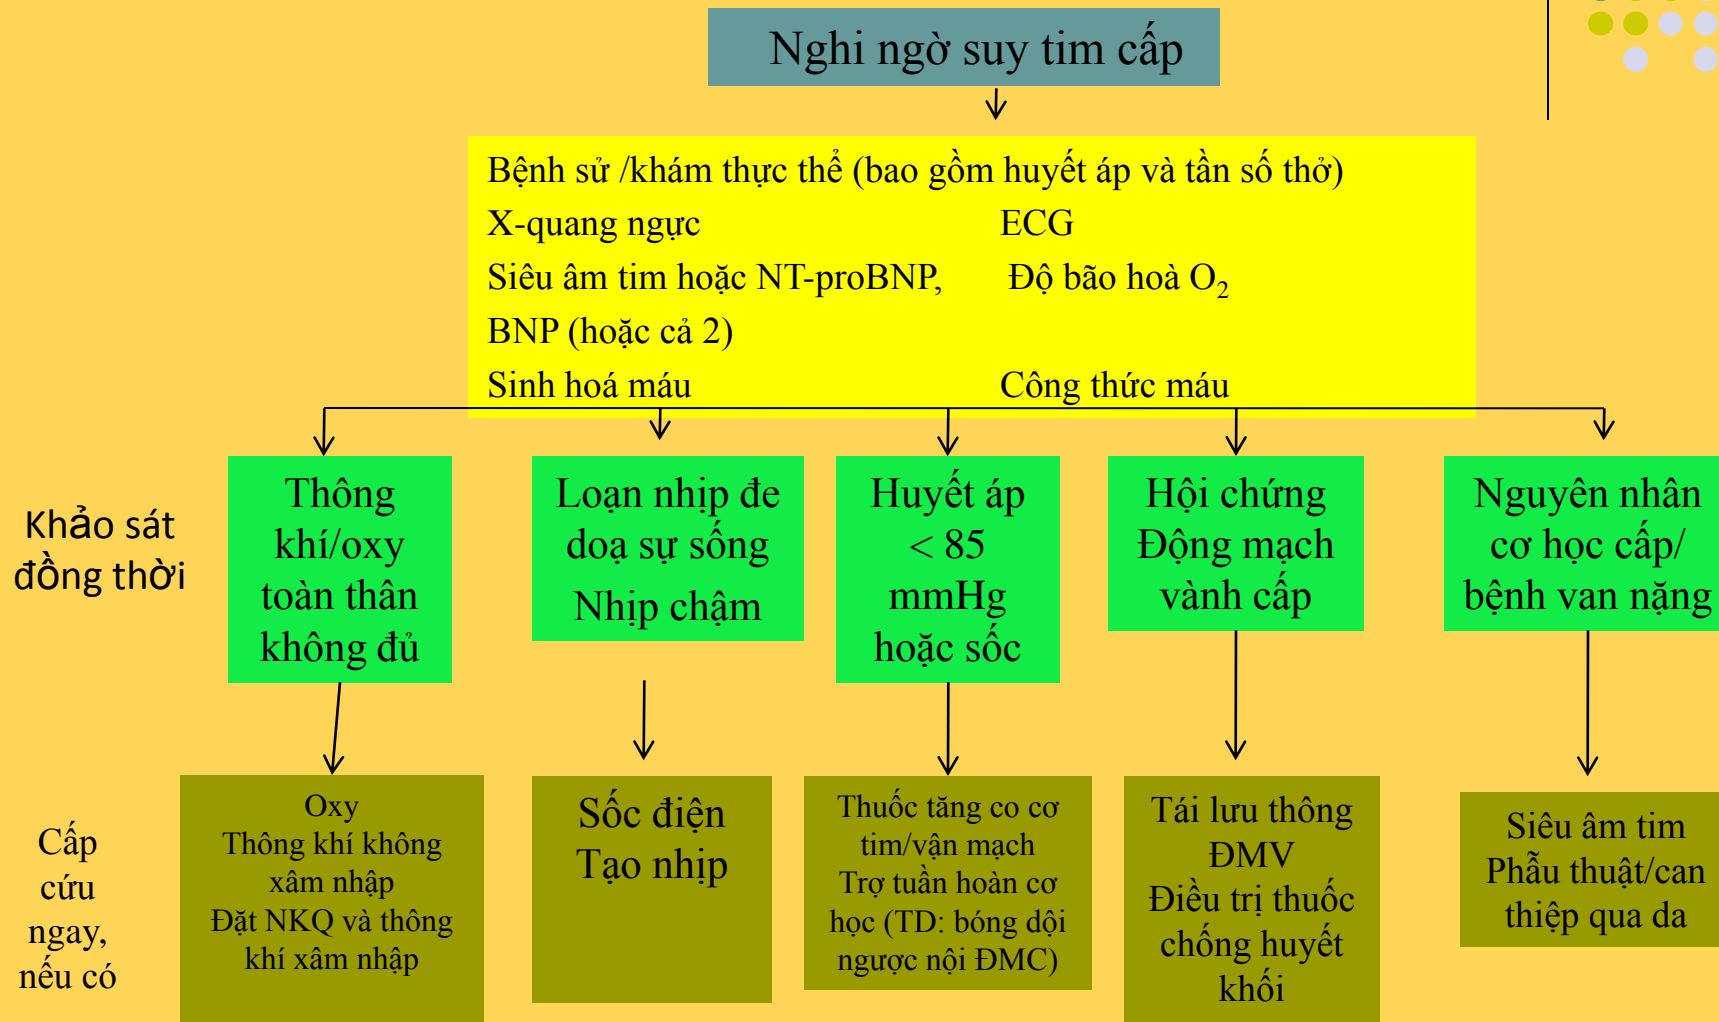 Nghi ngờ suy tim cấp
Bệnh sử /khám thực thể (bao gồm huyết áp và tần số thở)
X-quang ngực ECG
Siêu âm tim hoặc NT-proBNP, Độ bão hoà O₂
BNP (hoặc cả 2)
Sinh hoá máu Công thức máu
Khảo sát
đồng thời
Thông
khí/oxy
toàn thân
không đủ
Loạn nhịp đe
doạ sự sống
Nhịp chậm
Huyết áp
< 85
mmHg
hoặc sốc
Hội chứng
Động mạch
vành cấp
Nguyên nhân
cơ học cấp/
bệnh van nặng
Cấp
cứu
ngay,
nếu có
Oxy
Thông khí không
xâm nhập
Đặt NKQ và thông
khí xâm nhập
Sốc điện
Tạo nhịp
Thuốc tăng co cơ
tim/vận mạch
Trợ tuần hoàn cơ
học (TD: bóng dội
ngược nội ĐMC)
Tái lưu thông
ĐMV
Điều trị thuốc
chống huyết
khối
Siêu âm tim
Phẫu thuật/can
thiệp qua da